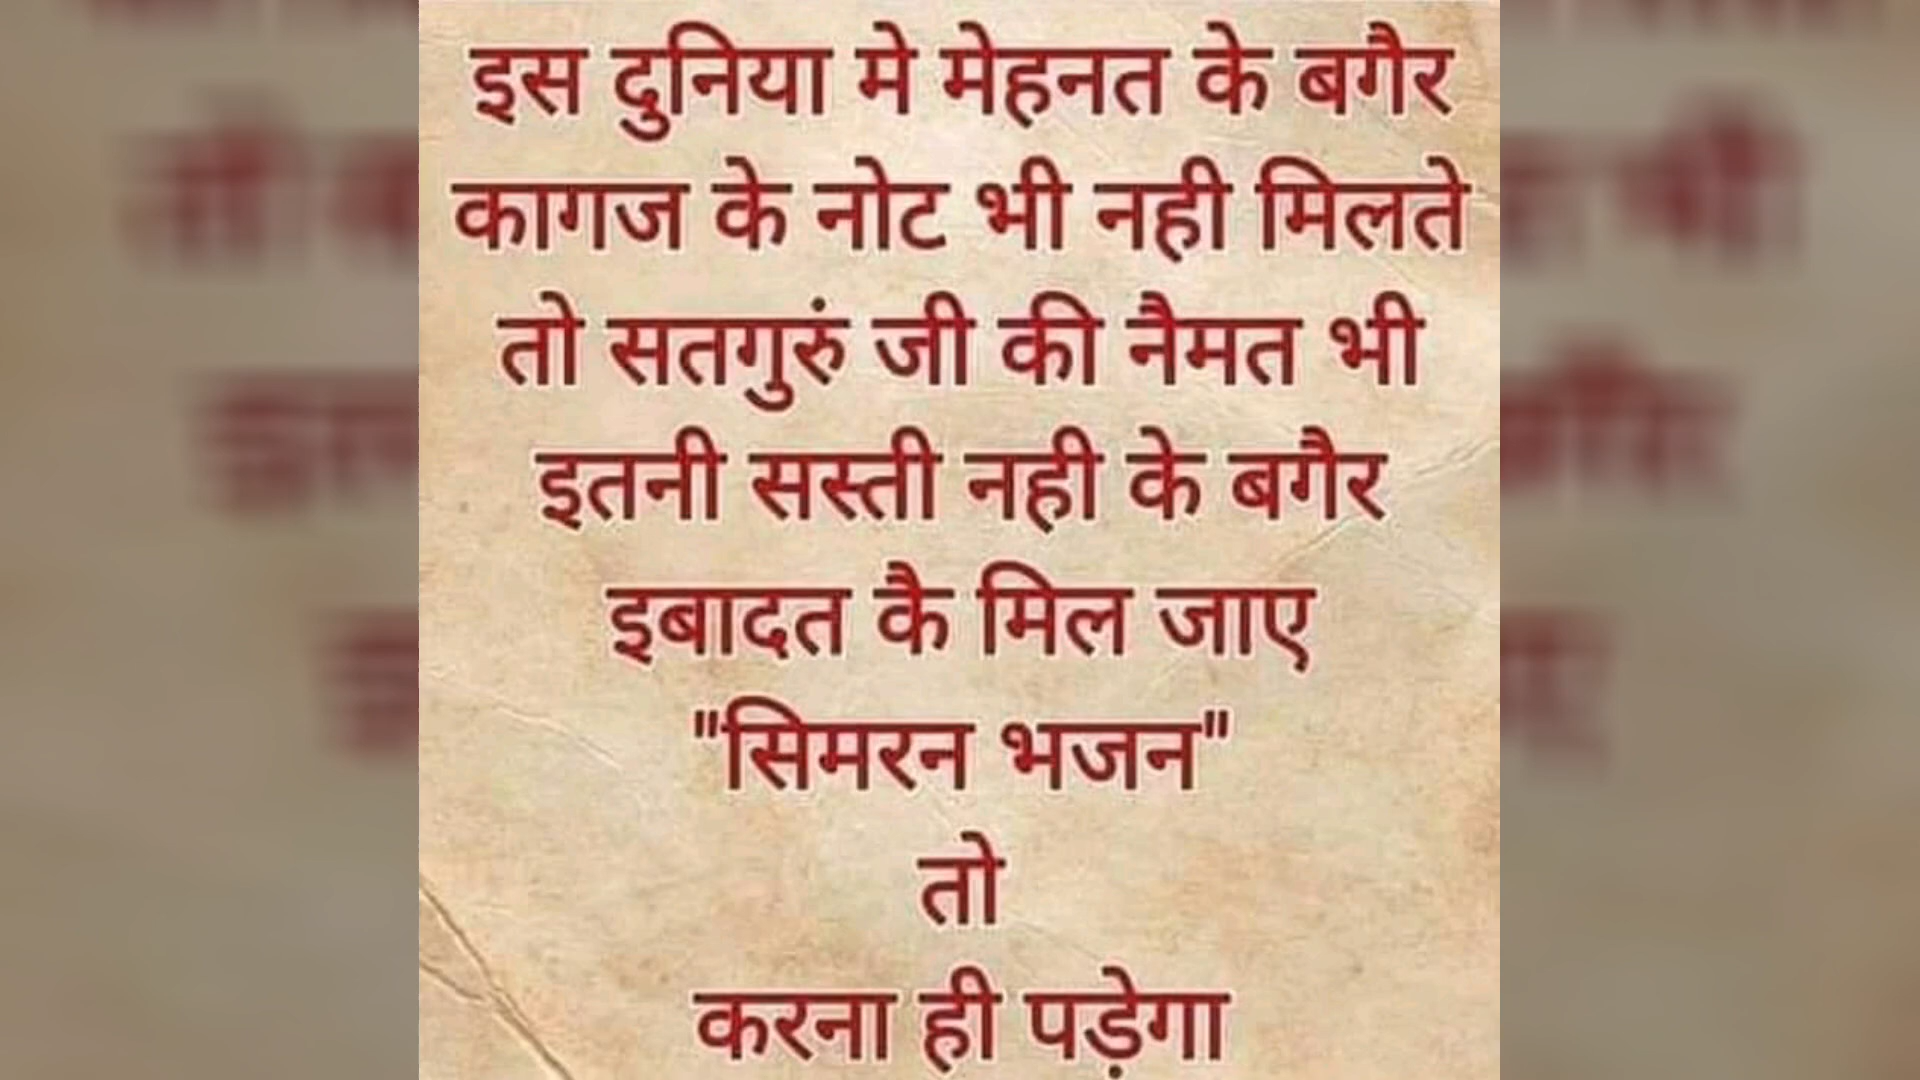 इस दुनिया मे मेहनत के बगैर
कागज के नोट भी नही मिलते
तो सतगुरुं जी की नैमत भी
इतनी सस्ती नही के बगैर
इबादत कै मिल जाए
"सिमरन भजन"
तो
करना ही पड़ेगा